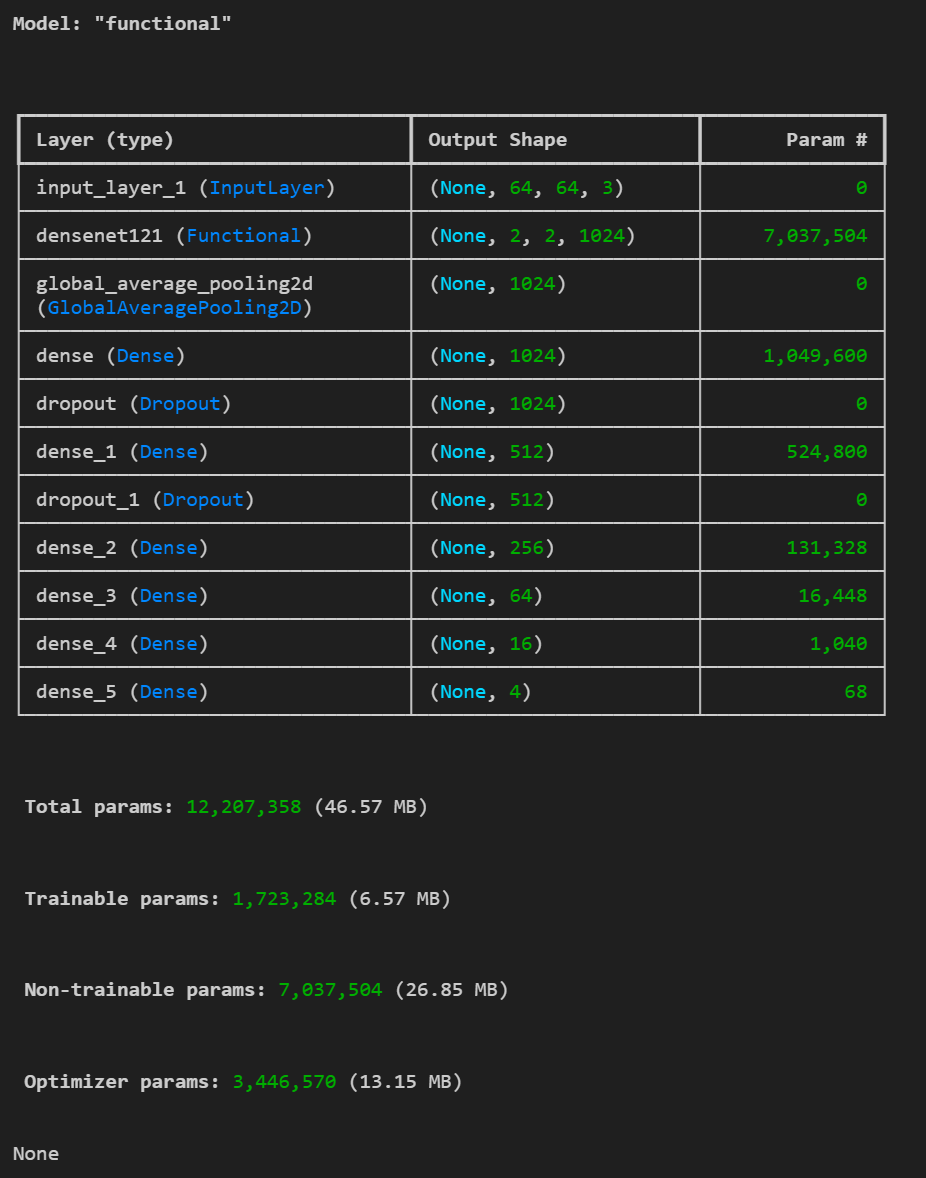 Model: "functional"
Layer (type) Output Shape Param #
input_layer_1 (InputLayer) (None, 64, 64, 3) 0
densenet121 (Functional) (None, 2, 2, 1024) 7,037,504
global_average_pooling2d (None, 1024) 0
(GlobalAveragePooling2D)
dense (Dense) (None, 1024) 1,049,600
dropout (Dropout) (None, 1024) 0
dense_1 (Dense) (None, 512) 524,800
dropout_1 (Dropout) (None, 512) 0
dense_2 (Dense) (None, 256) 131,328
dense_3 (Dense) (None, 64) 16,448
dense_4 (Dense) (None, 16) 1,040
dense_5 (Dense) (None, 4) 68
Total params: 12,207,358 (46.57 MB)
Trainable params: 1,723,284 (6.57 MB)
Non-trainable params: 7,037,504 (26.85 MB)
Optimizer params: 3,446,570 (13.15 MB)
None